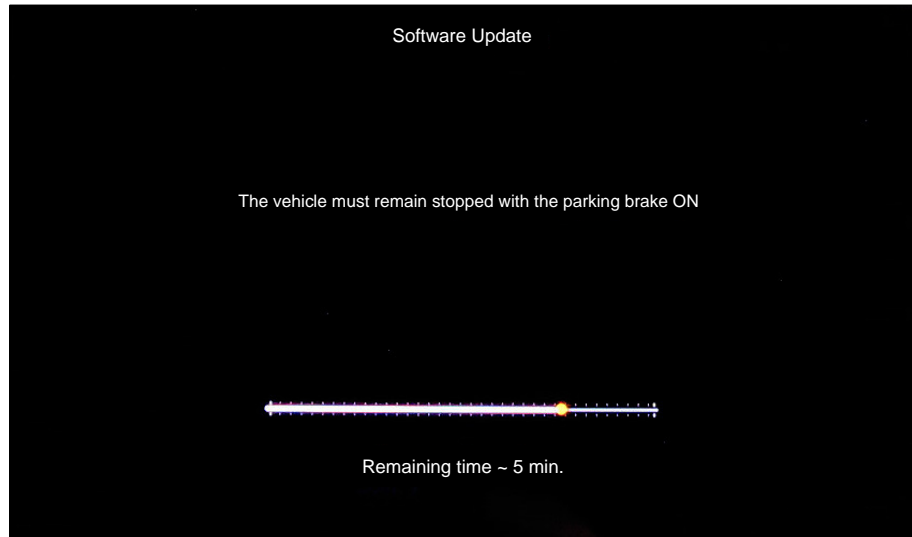 Software Update
The vehicle must remain stopped with the parking brake ON
Remaining time ~ 5 min.